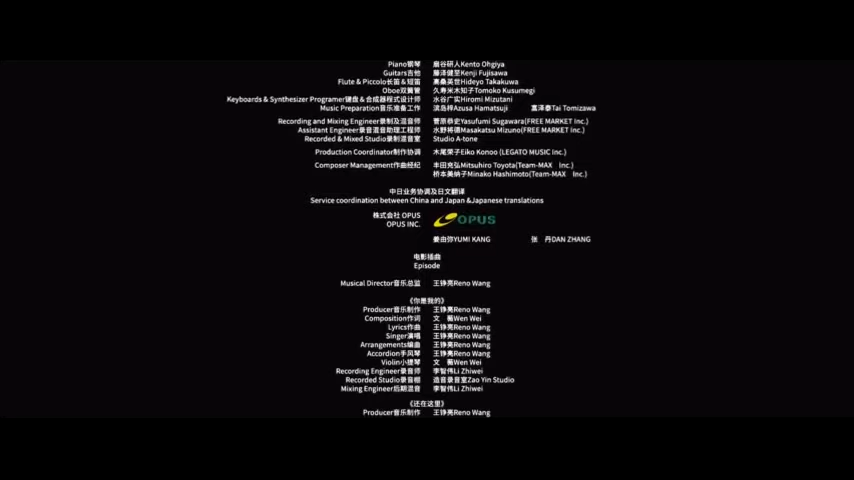 Piano钢琴 扇谷研人Kento Ohgiya
Guitars吉他 藤泽健至Kenji Fujisawa
Flute & Piccolo长笛 & 短笛 高桑英世Hideyo Takakuwa
Oboe双簧管 久寿米木知子Tomoko Kusumegi
Keyboards & Synthesizer Programer键盘 & 合成器程式设计师 水谷广实Hiromi Mizutani
Music Preparation音乐准备工作 滨岛梓Azusa Hamatsuji 富泽泰Tai Tomizawa
Recording and Mixing Engineer录制及混音师 菅原恭史Yasufumi Sugawara(FREE MARKET Inc.)
Assistant Engineer录音混音助理工程师 水野将德Masakatsu Mizuno(FREE MARKET Inc.)
Recorded & Mixed Studio录制混音室 Studio A-tone
Production Coordinator制作协调 木尾荣子Eiko Konoo (LEGATO MUSIC Inc.)
Composer Management作曲经纪 丰田充弘Mitsuhiro Toyota(Team-MAX Inc.)
桥本美纳子Minako Hashimoto(Team-MAX Inc.)
中日业务协调及日文翻译
Service coordination between China and Japan &Japanese translations
株式会社 OPUS
OPUS INC.
OPUS
姜由弥YUMI KANG 张 丹DAN ZHANG
电影插曲
Episode
Musical Director音乐总监 王铮亮Reno Wang
《你是我的》
Producer音乐制作 王铮亮Reno Wang
Composition作词 文 薇Wen Wei
Lyrics作曲 王铮亮Reno Wang
Singer演唱 王铮亮Reno Wang
Arrangements编曲 王铮亮Reno Wang
Accordion手风琴 王铮亮Reno Wang
Violin小提琴 文 薇Wen Wei
Recording Engineer录音师 李智伟Li Zhiwei
Recorded Studio录音棚 造音录音室Zao Yin Studio
Mixing Engineer后期混音 李智伟Li Zhiwei
《还在这里》
Producer音乐制作 王铮亮Reno Wang